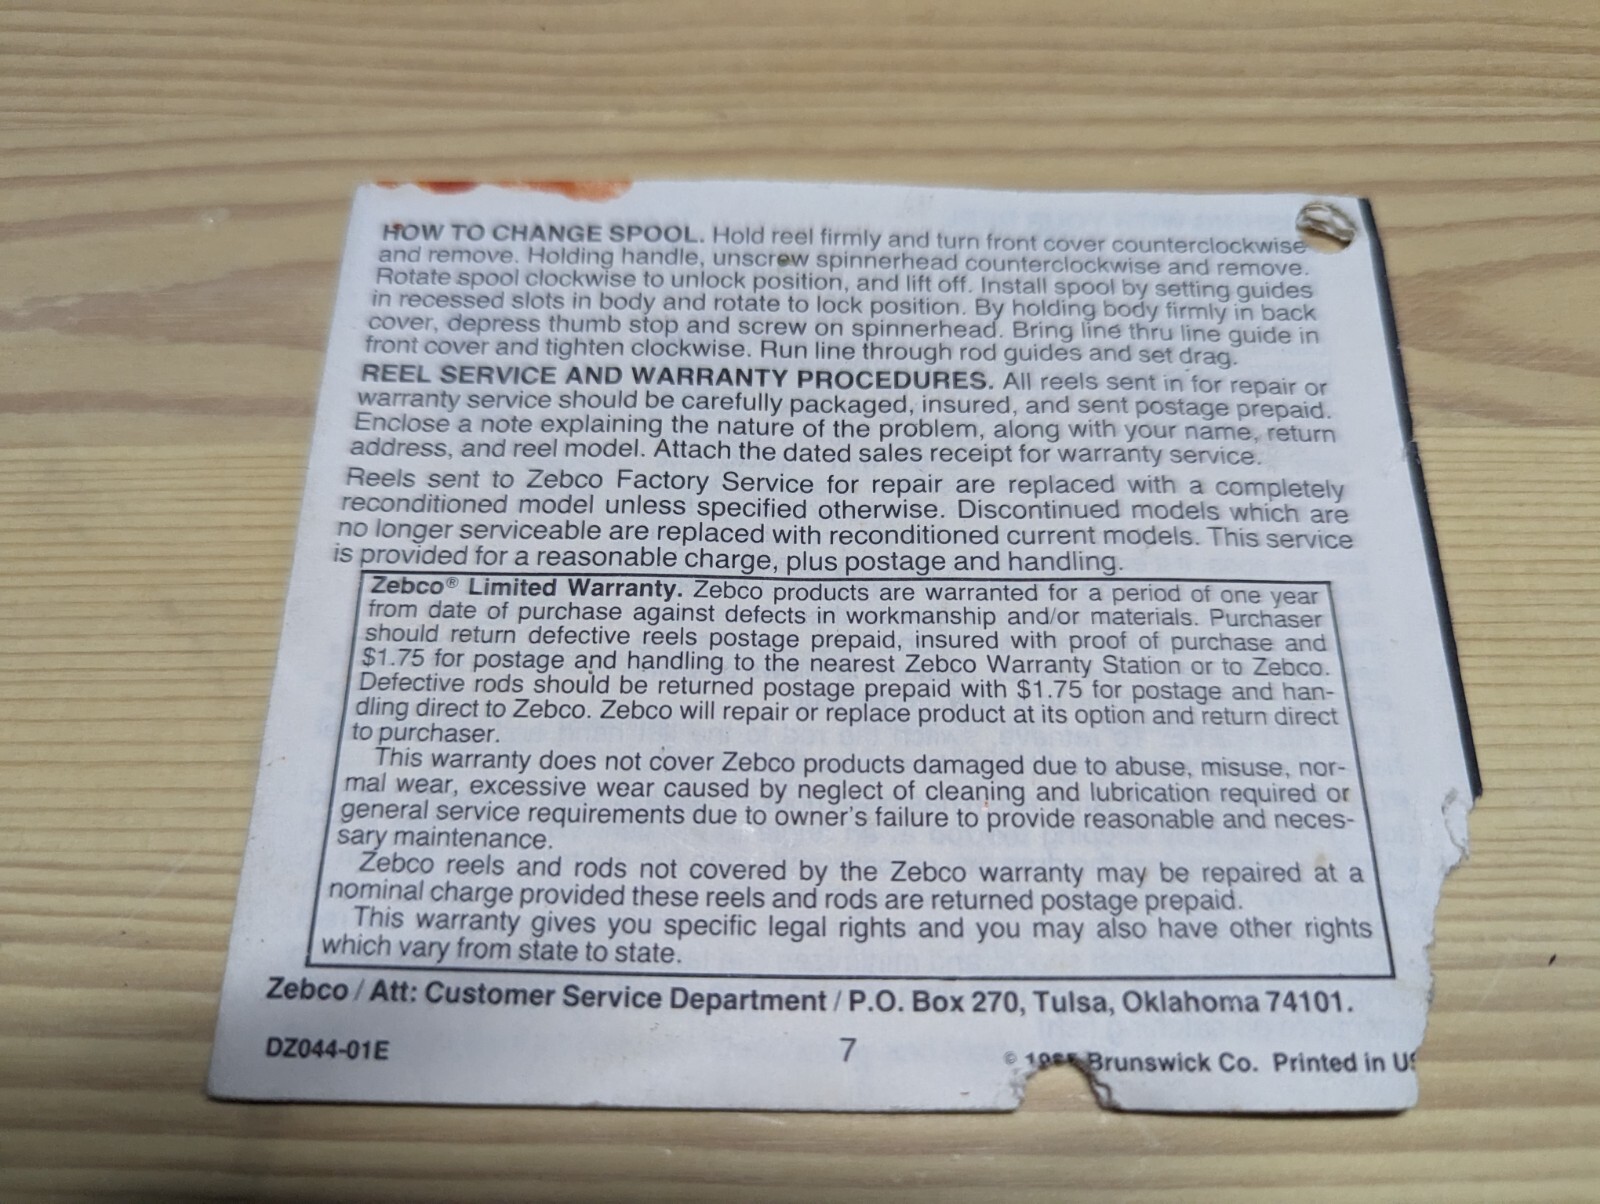 HOW TO CHANGE SPOOL. Hold reel firmly and turn front cover counterclockwise
and remove. Holding handle, unscrew spinnerhead counterclockwise and remove.
Rotate spool clockwise to unlock position, and lift off. Install spool by setting guides
in recessed slots in body and rotate to lock position. By holding body firmly in back
cover, depress thumb stop and screw on spinnerhead. Bring line thru line guide in
front cover and tighten clockwise. Run line through rod guides and set drag.
REEL SERVICE AND WARRANTY PROCEDURES. All reels sent in for repair or
warranty service should be carefully packaged, insured, and sent postage prepaid.
Enclose a note explaining the nature of the problem, along with your name, return
address, and reel model. Attach the dated sales receipt for warranty service.
Reels sent to Zebco Factory Service for repair are replaced with a completely
reconditioned model unless specified otherwise. Discontinued models which are
no longer serviceable are replaced with reconditioned current models. This service
is provided for a reasonable charge, plus postage and handling.
Zebco® Limited Warranty. Zebco products are warranted for a period of one year
from date of purchase against defects in workmanship and/or materials. Purchaser
should return defective reels postage prepaid, insured with proof of purchase and
$1.75 for postage and handling to the nearest Zebco Warranty Station or to Zebco.
Defective rods should be returned postage prepaid with $1.75 for postage and han-
dling direct to Zebco. Zebco will repair or replace product at its option and return direct
to purchaser.
This warranty does not cover Zebco products damaged due to abuse, misuse, nor-
mal wear, excessive wear caused by neglect of cleaning and lubrication required or
general service requirements due to owner's failure to provide reasonable and neces-
sary maintenance.
Zebco reels and rods not covered by the Zebco warranty may be repaired at a
nominal charge provided these reels and rods are returned postage prepaid.
This warranty gives you specific legal rights and you may also have other rights
which vary from state to state.
Zebco / Att: Customer Service Department / P.O. Box 270, Tulsa, Oklahoma 74101.
DZ044-01E
7
© Brunswick Co. Printed in